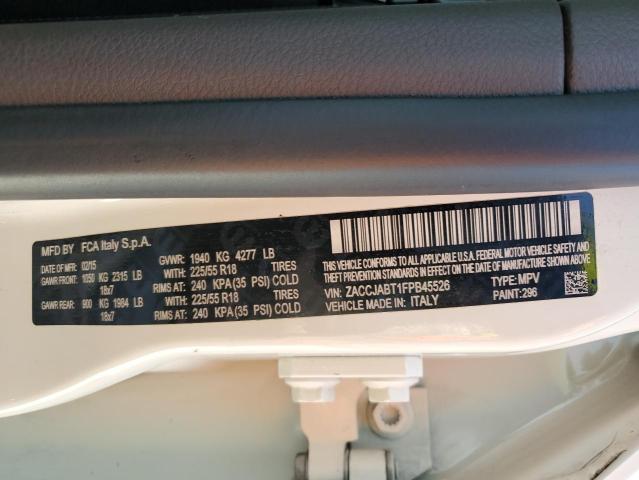 MFD BY FCA Italy S.p.A.
DATE OF MFR: 02/15 GVWR: 1940 KG 4277 LB
GAWR FRONT: 1050 KG 2315 LB WITH: 225/55 R18 TIRES
18x7 RIMS AT: 240 KPA(35 PSI) COLD
GAWR REAR: 900 KG 1984 LB WITH: 225/55 R18 TIRES
18x7 RIMS AT: 240 KPA(35 PSI) COLD
THIS VEHICLE CONFORMS TO ALL APPLICABLE U.S.A. FEDERAL MOTOR VEHICLE SAFETY AND
THEFT PREVENTION STANDARDS IN EFFECT ON THE DATE OF MANUFACTURE SHOWN ABOVE.
VIN: ZACCJABT1FPB45526 TYPE: MPV
VEHICLE MADE IN: ITALY PAINT: 296